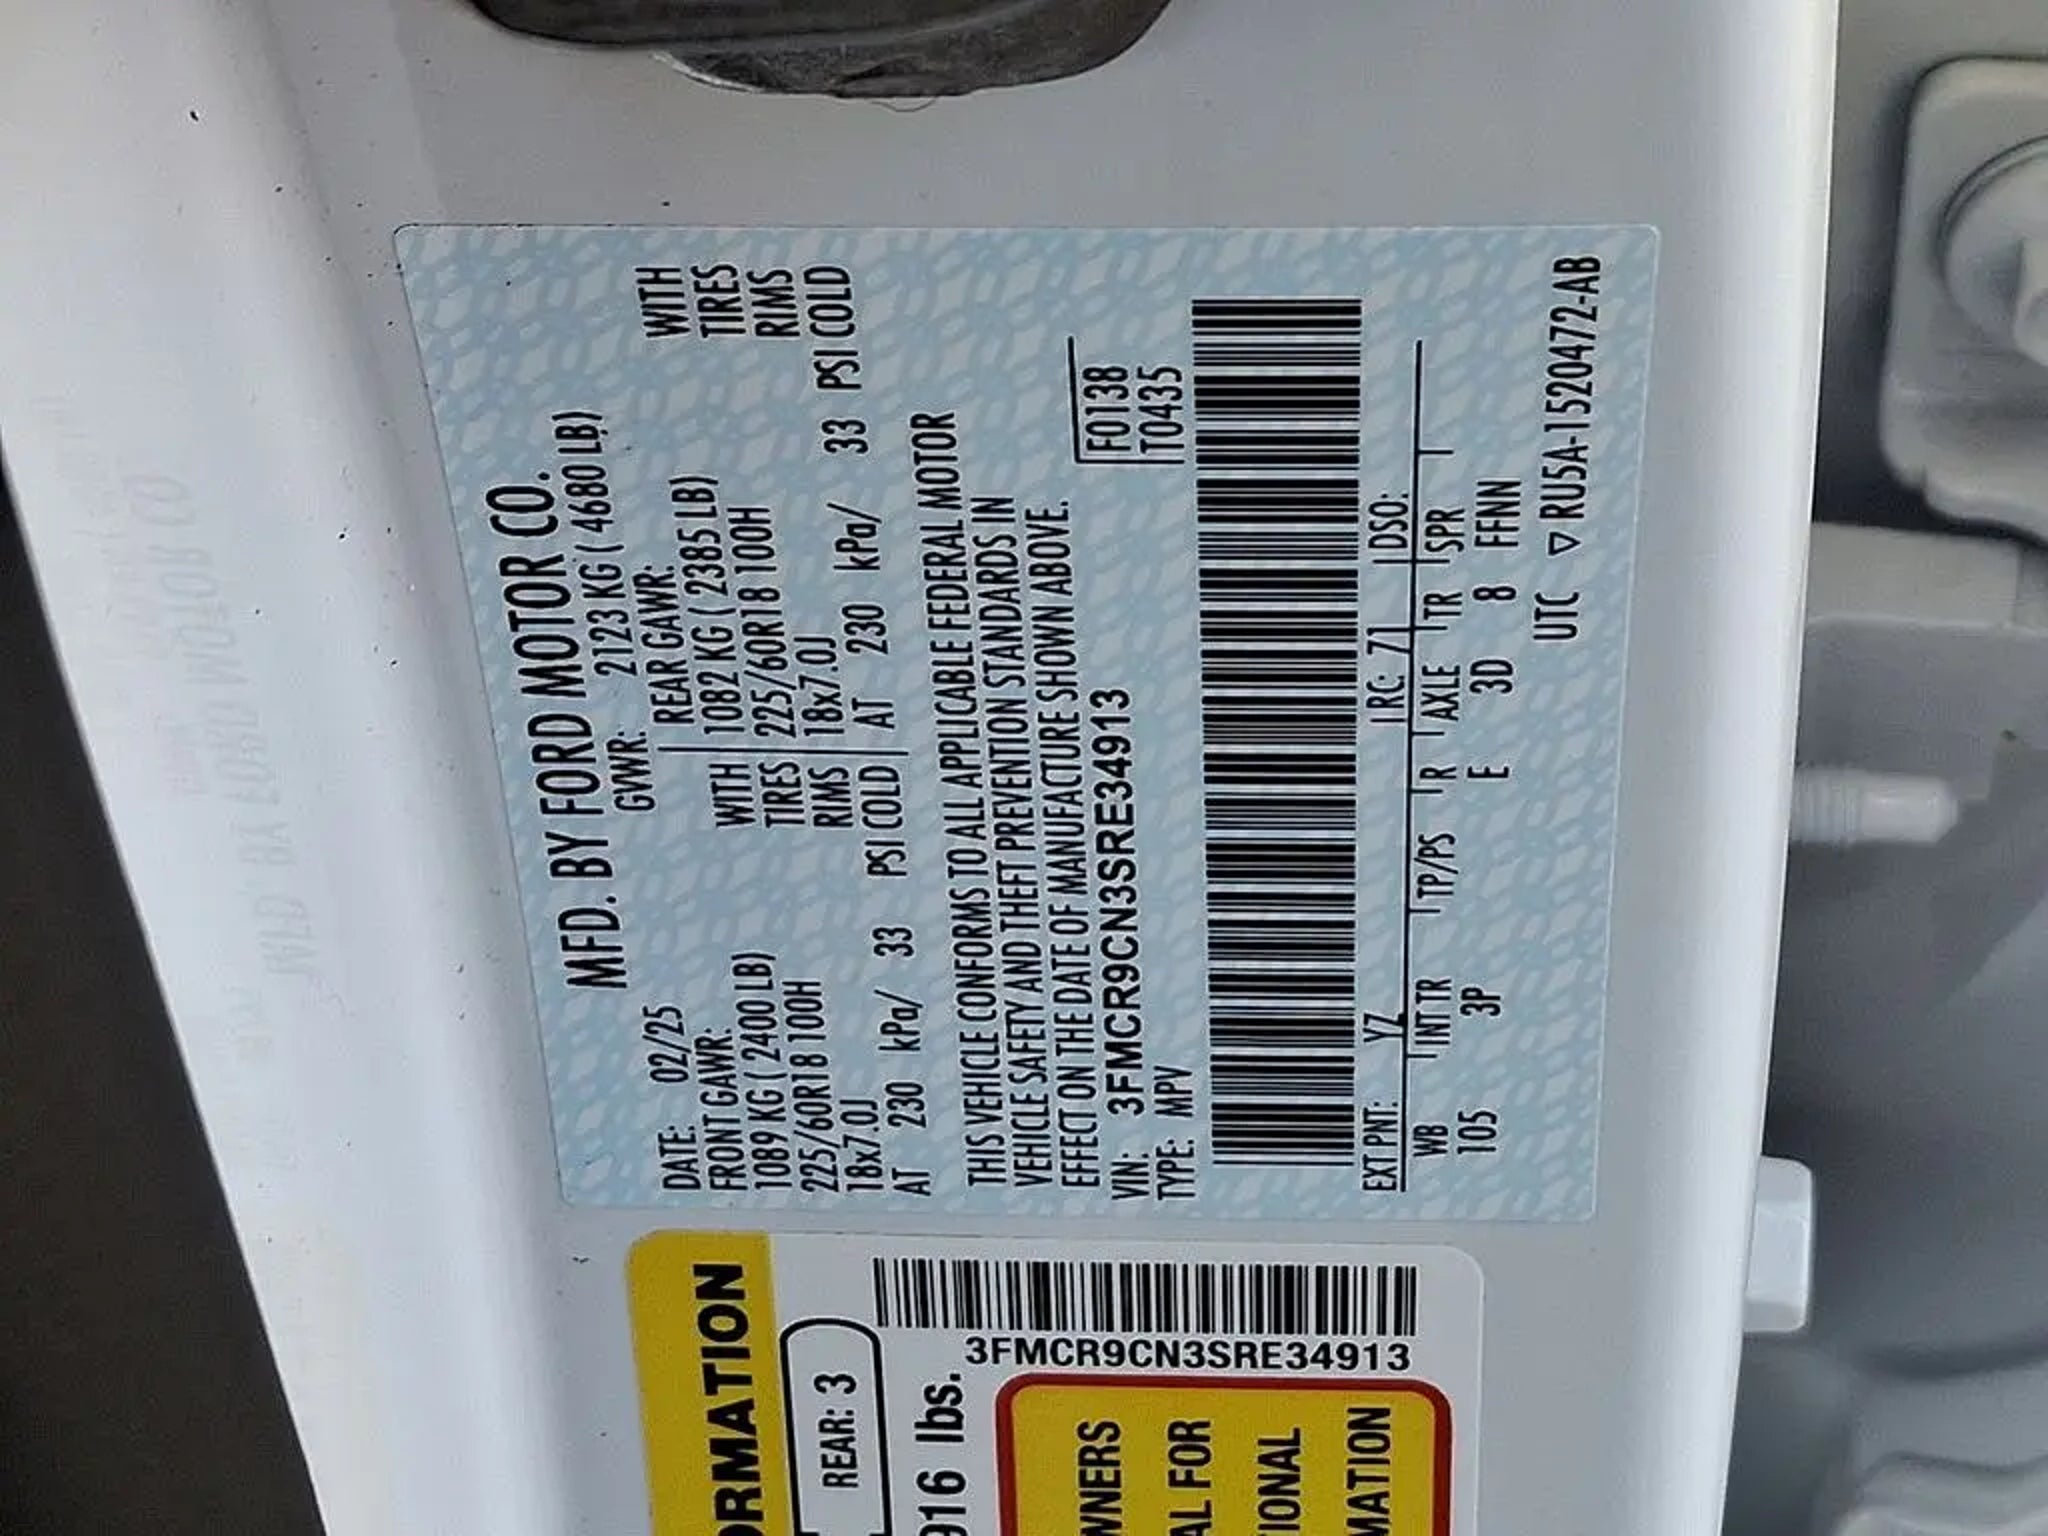 MFD. BY FORD MOTOR CO.
DATE: 02/25 GVWR: 2123 KG ( 4680 LB)
FRONT GAWR: REAR GAWR:
1089 KG ( 2400 LB) WITH 1082 KG ( 2385 LB) WITH
225/60R18 100H TIRES 225/60R18 100H TIRES
18x7.0J RIMS 18x7.0J RIMS
AT 230 kPa/ 33 PSI COLD AT 230 kPa/ 33 PSI COLD
THIS VEHICLE CONFORMS TO ALL APPLICABLE FEDERAL MOTOR
VEHICLE SAFETY AND THEFT PREVENTION STANDARDS IN
EFFECT ON THE DATE OF MANUFACTURE SHOWN ABOVE.
VIN: 3FMCR9CN3SRE34913 F0138
TYPE: MPV T0435
EXT PNT: YZ RC: 71 DSO:
WB INT TR TP/PS R AXLE TR SPR
105 3P E 3D 8 FFNN
UTC ▽ RU5A-1520472-AB
ORMATION
REAR: 3
916 lbs.
3FMCR9CN3SRE34913
WNERS
AL FOR
IONAL
MATION